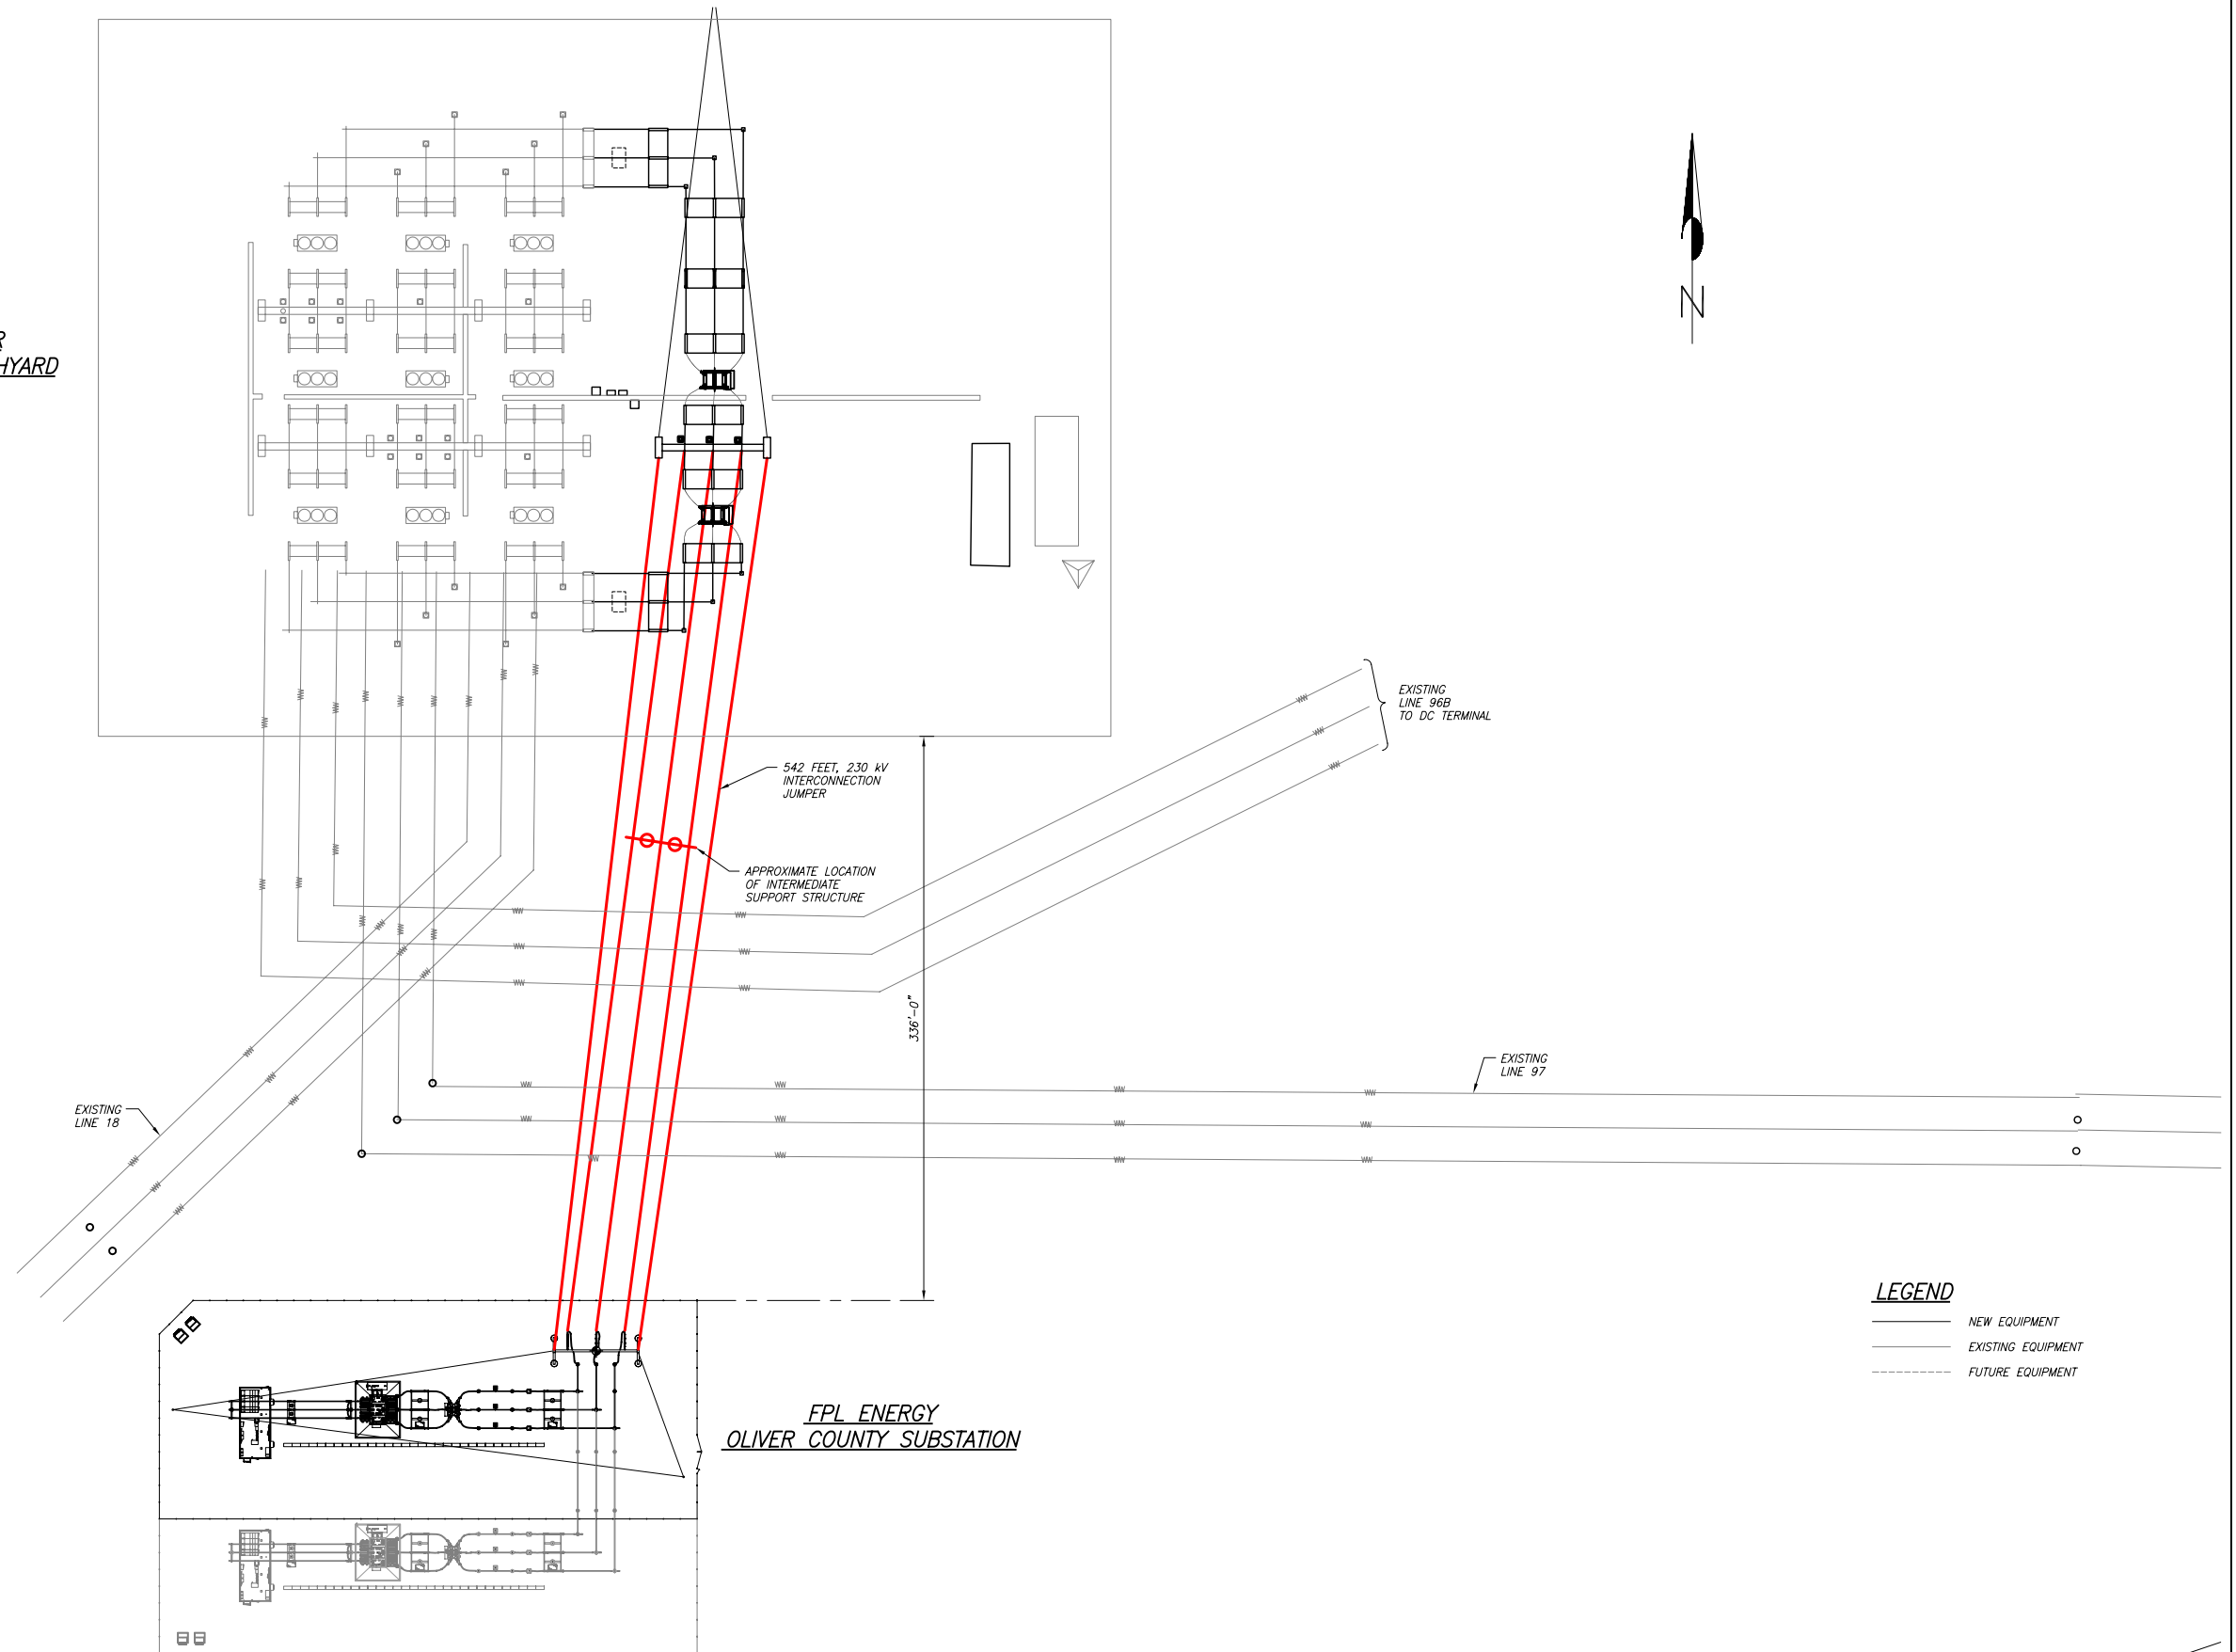 R
HYARD
N
EXISTING
LINE 96B
TO DC TERMINAL
542 FEET, 230 kV
INTERCONNECTION
JUMPER
APPROXIMATE LOCATION
OF INTERMEDIATE
SUPPORT STRUCTURE
336'-0"
EXISTING
LINE 97
EXISTING
LINE 18
LEGEND
NEW EQUIPMENT
EXISTING EQUIPMENT
FUTURE EQUIPMENT
FPL ENERGY
OLIVER COUNTY SUBSTATION